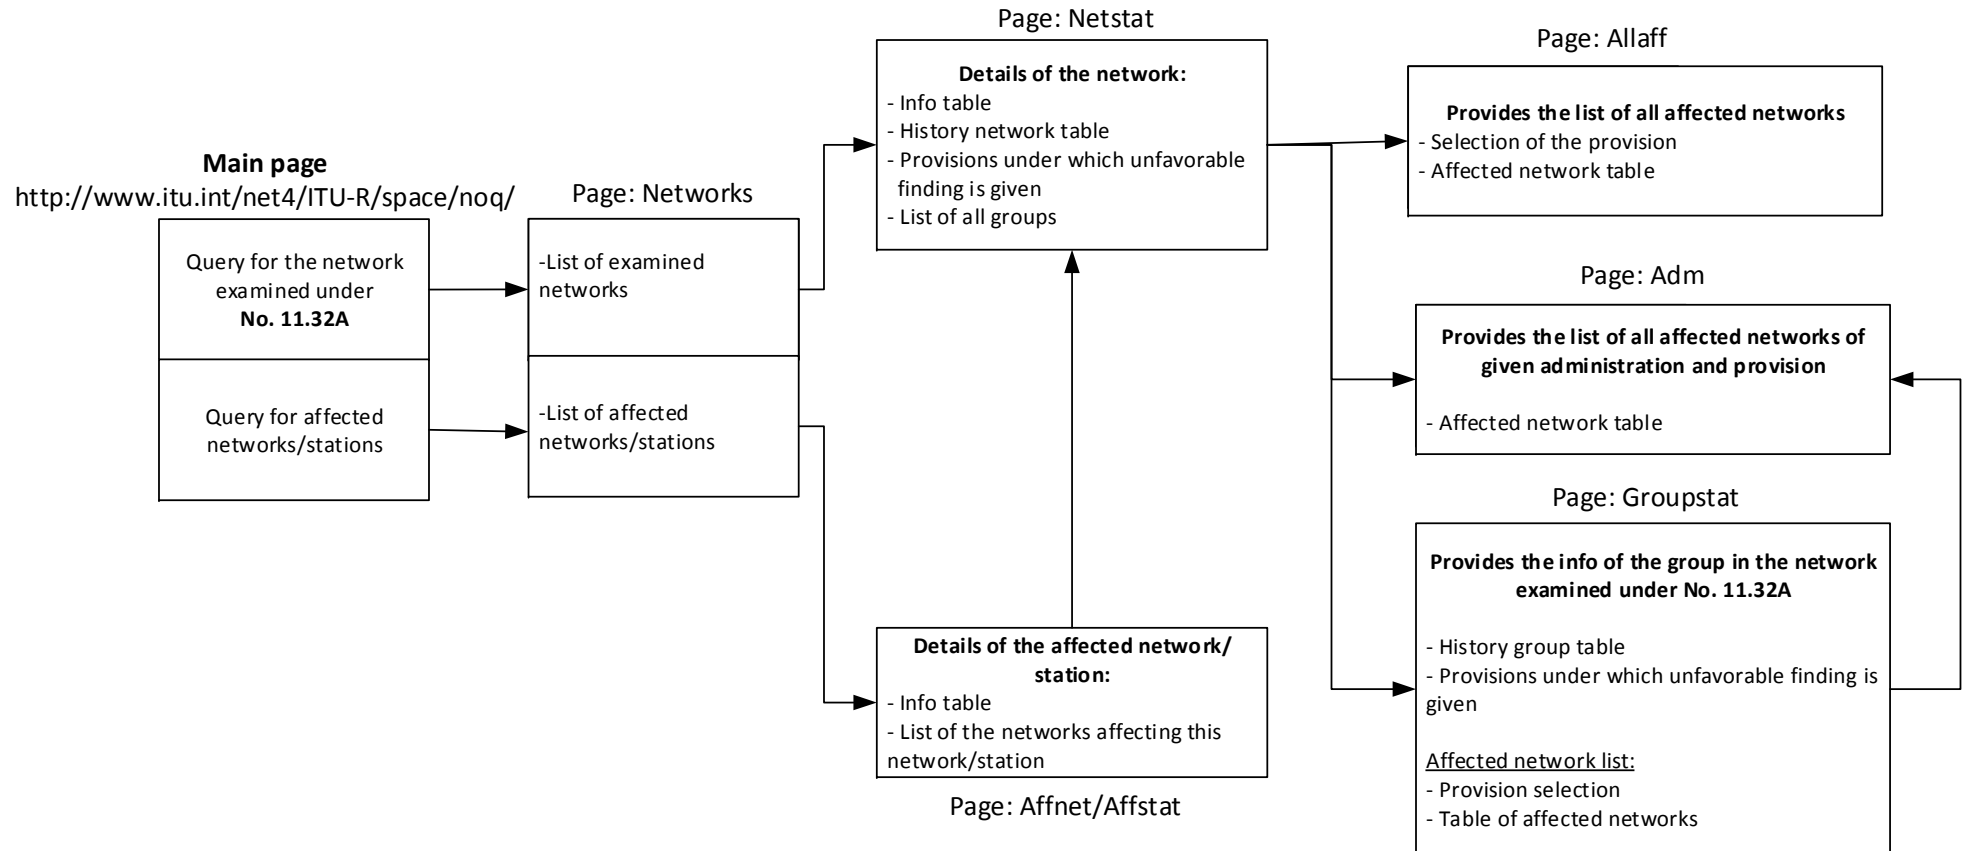 Main page
http://www.itu.int/net4/ITU-R/space/noq/
Query for the network
examined under
No. 11.32A
Query for affected
networks/stations
Page: Networks
-List of examined
networks
-List of affected
networks/stations
Page: Netstat
Details of the network:
- Info table
- History network table
- Provisions under which unfavorable
finding is given
- List of all groups
Details of the affected network/
station:
- Info table
- List of the networks affecting this
network/station
Page: Affnet/Affstat
Page: Allaff
Provides the list of all affected networks
- Selection of the provision
- Affected network table
Page: Adm
Provides the list of all affected networks of
given administration and provision
- Affected network table
Page: Groupstat
Provides the info of the group in the network
examined under No. 11.32A
- History group table
- Provisions under which unfavorable finding is
given
Affected network list:
- Provision selection
- Table of affected networks